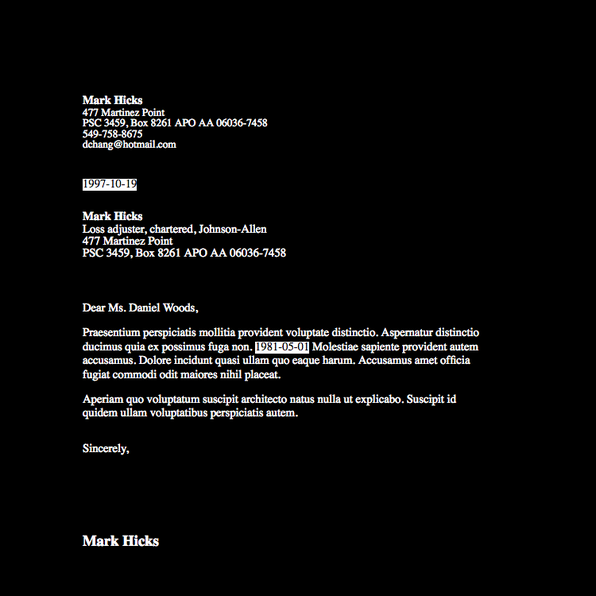 Mark Hicks
477 Martinez Point
PSC 3459, Box 8261 APO AA 06036-7458
549-758-8675
dchang@hotmail.com
1997-10-19
Mark Hicks
Loss adjuster, chartered, Johnson-Allen
477 Martinez Point
PSC 3459, Box 8261 APO AA 06036-7458
Dear Ms. Daniel Woods,
Praesentium perspiciatis mollitia provident voluptate distinctio. Aspernatur distinctio
ducimus quia ex possimus fuga non. 1981-05-01 Molestiae sapiente provident autem
accusamus. Dolore incidunt quasi ullam quo eaque harum. Accusamus amet officia
fugiat commodi odit maiores nihil placeat.
Aperiam quo voluptatum suscipit architecto natus nulla ut explicabo. Suscipit id
quidem ullam voluptatibus perspiciatis autem.
Sincerely,
Mark Hicks